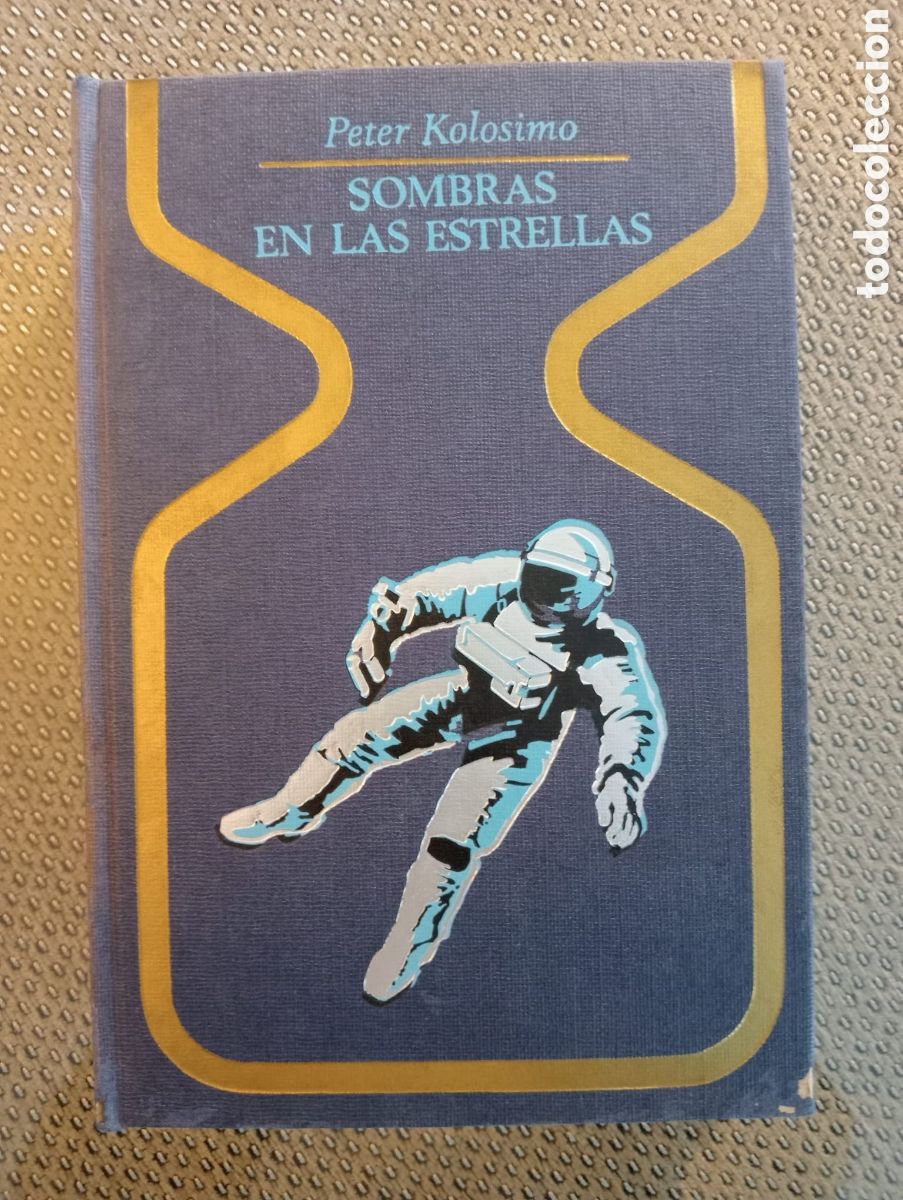 Peter Kolosimo
SOMBRAS
EN LAS ESTRELLAS
todocoleccion